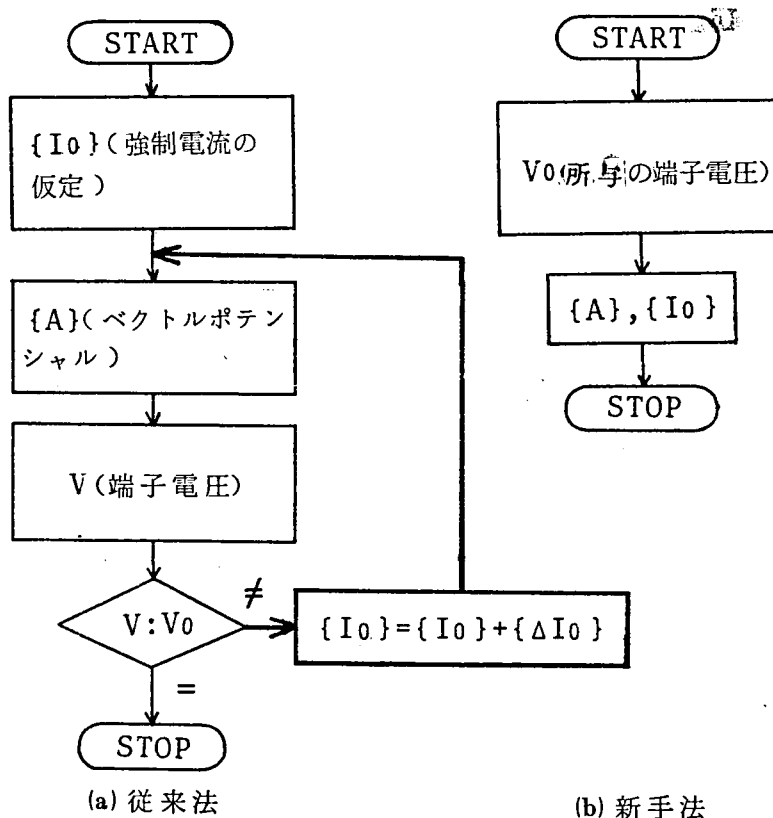 START
{I0}(強制電流の
仮定)
{A}(ベクトルポテン
シャル)
V(端子電圧)
V:V0
≠
{I0}={I0}+{ΔI0}
=
STOP
(a) 従来法
START
V0(所与の端子電圧)
{A},{I0}
STOP
(b) 新手法